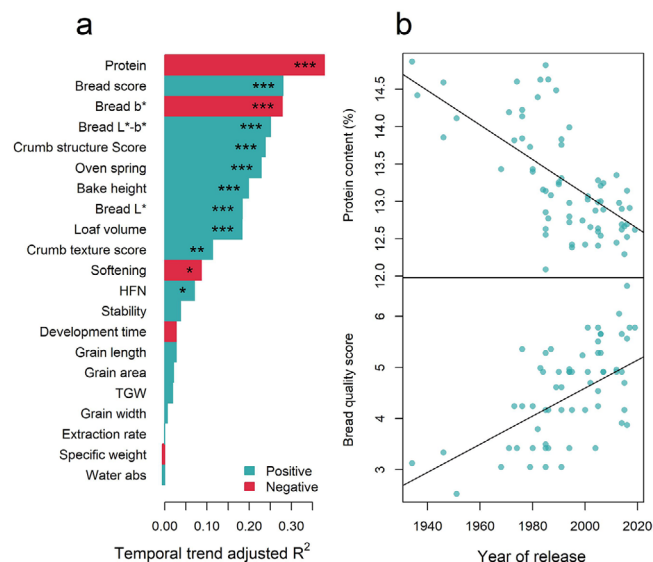 a
Protein ***
Bread score ***
Bread b* ***
Bread L*-b* ***
Crumb structure Score ***
Oven spring ***
Bake height ***
Bread L* ***
Loaf volume ***
Crumb texture score **
Softening *
HFN *
Stability
Development time
Grain length
Grain area
TGW
Grain width
Extraction rate
Specific weight
Water abs
Positive
Negative
0.00 0.10 0.20 0.30
Temporal trend adjusted R²
b
Protein content (%)
14.5
14.0
13.5
13.0
12.5
12.0
Bread quality score
6
5
4
3
1940 1960 1980 2000 2020
Year of release